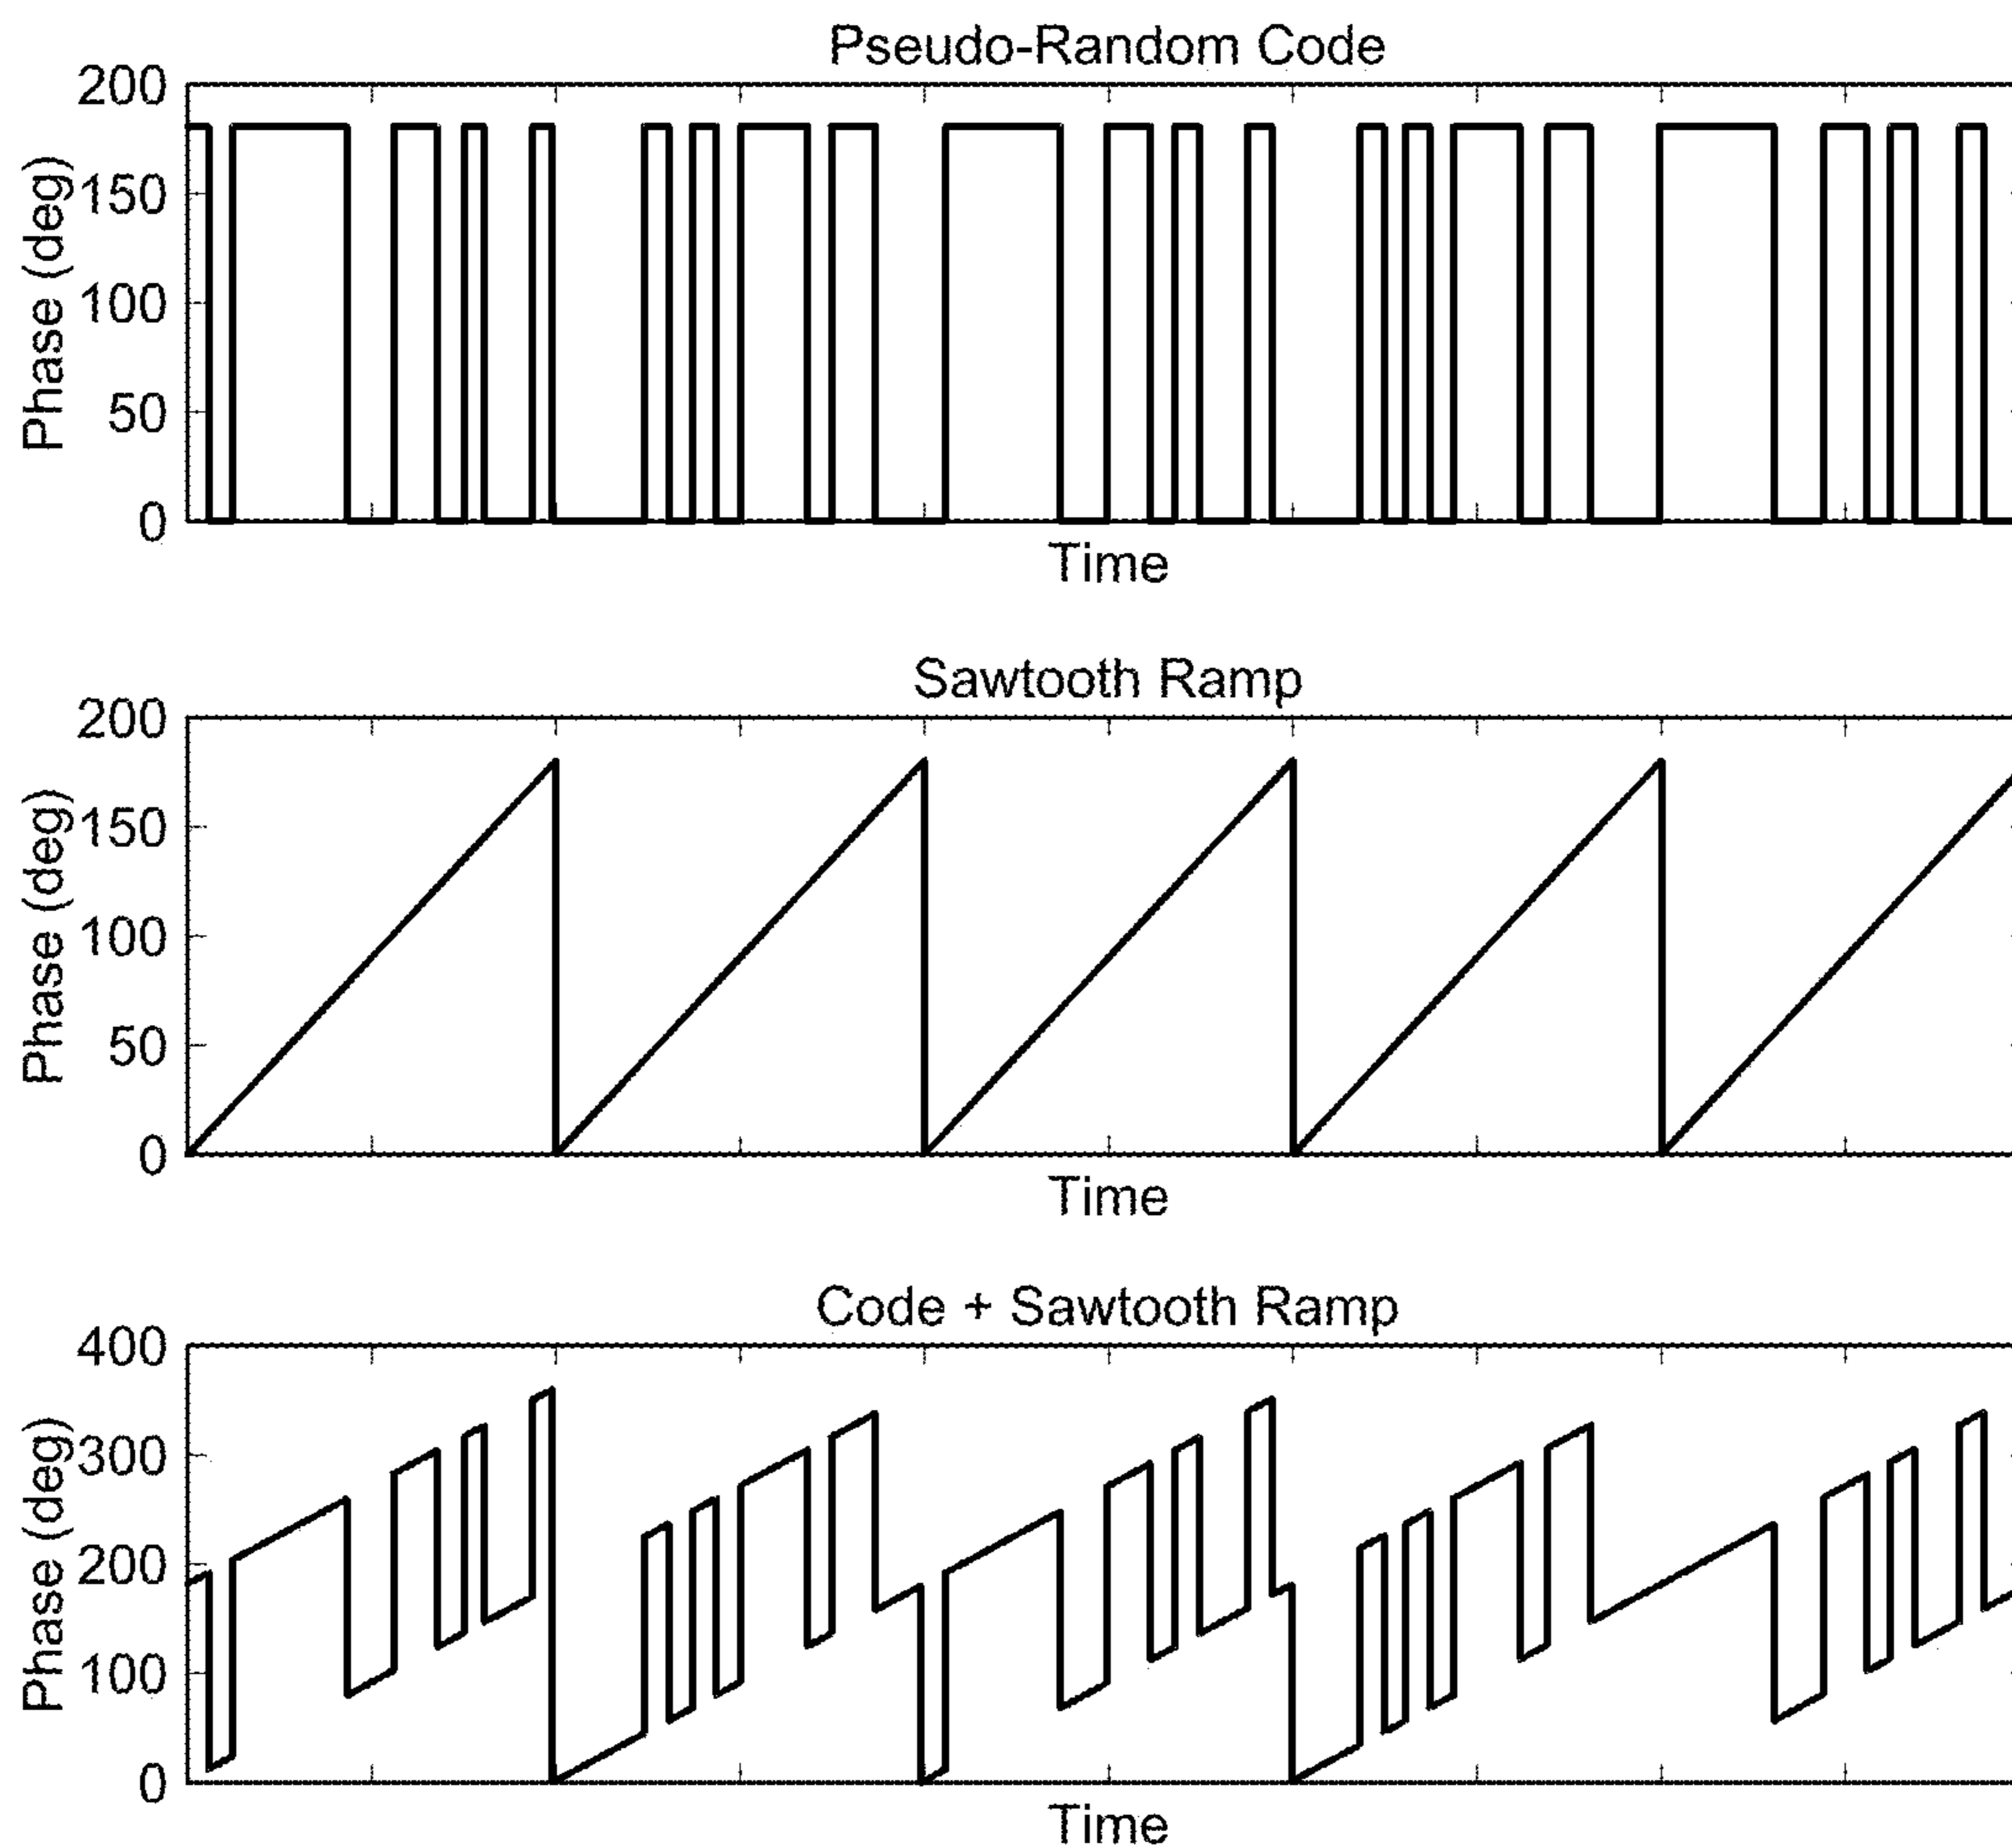 Pseudo-Random Code
200
150
100
50
0
Phase (deg)
Time
Sawtooth Ramp
200
150
100
50
0
Phase (deg)
Time
Code + Sawtooth Ramp
400
300
200
100
0
Phase (deg)
Time